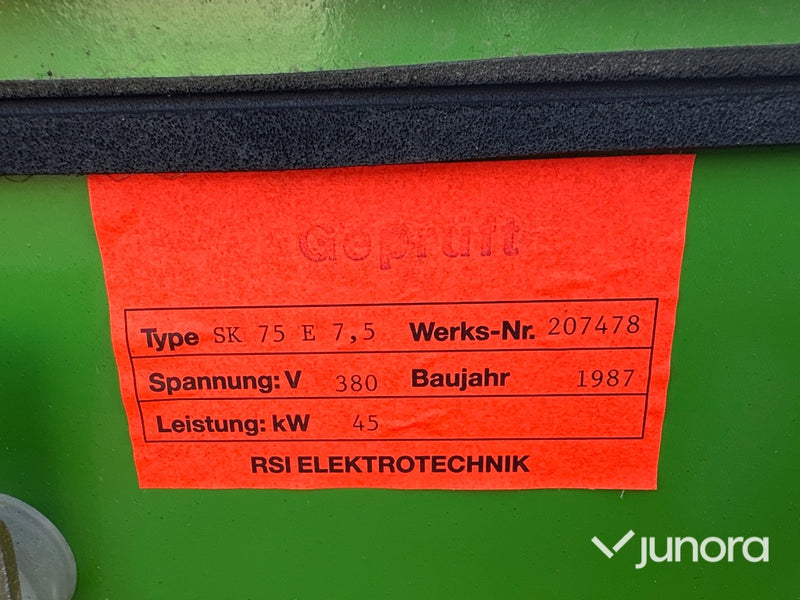 Geprüft
Type SK 75 E 7,5 Werks-Nr. 207478
Spannung: V 380 Baujahr 1987
Leistung: kW 45
RSI ELEKTROTECHNIK
junora